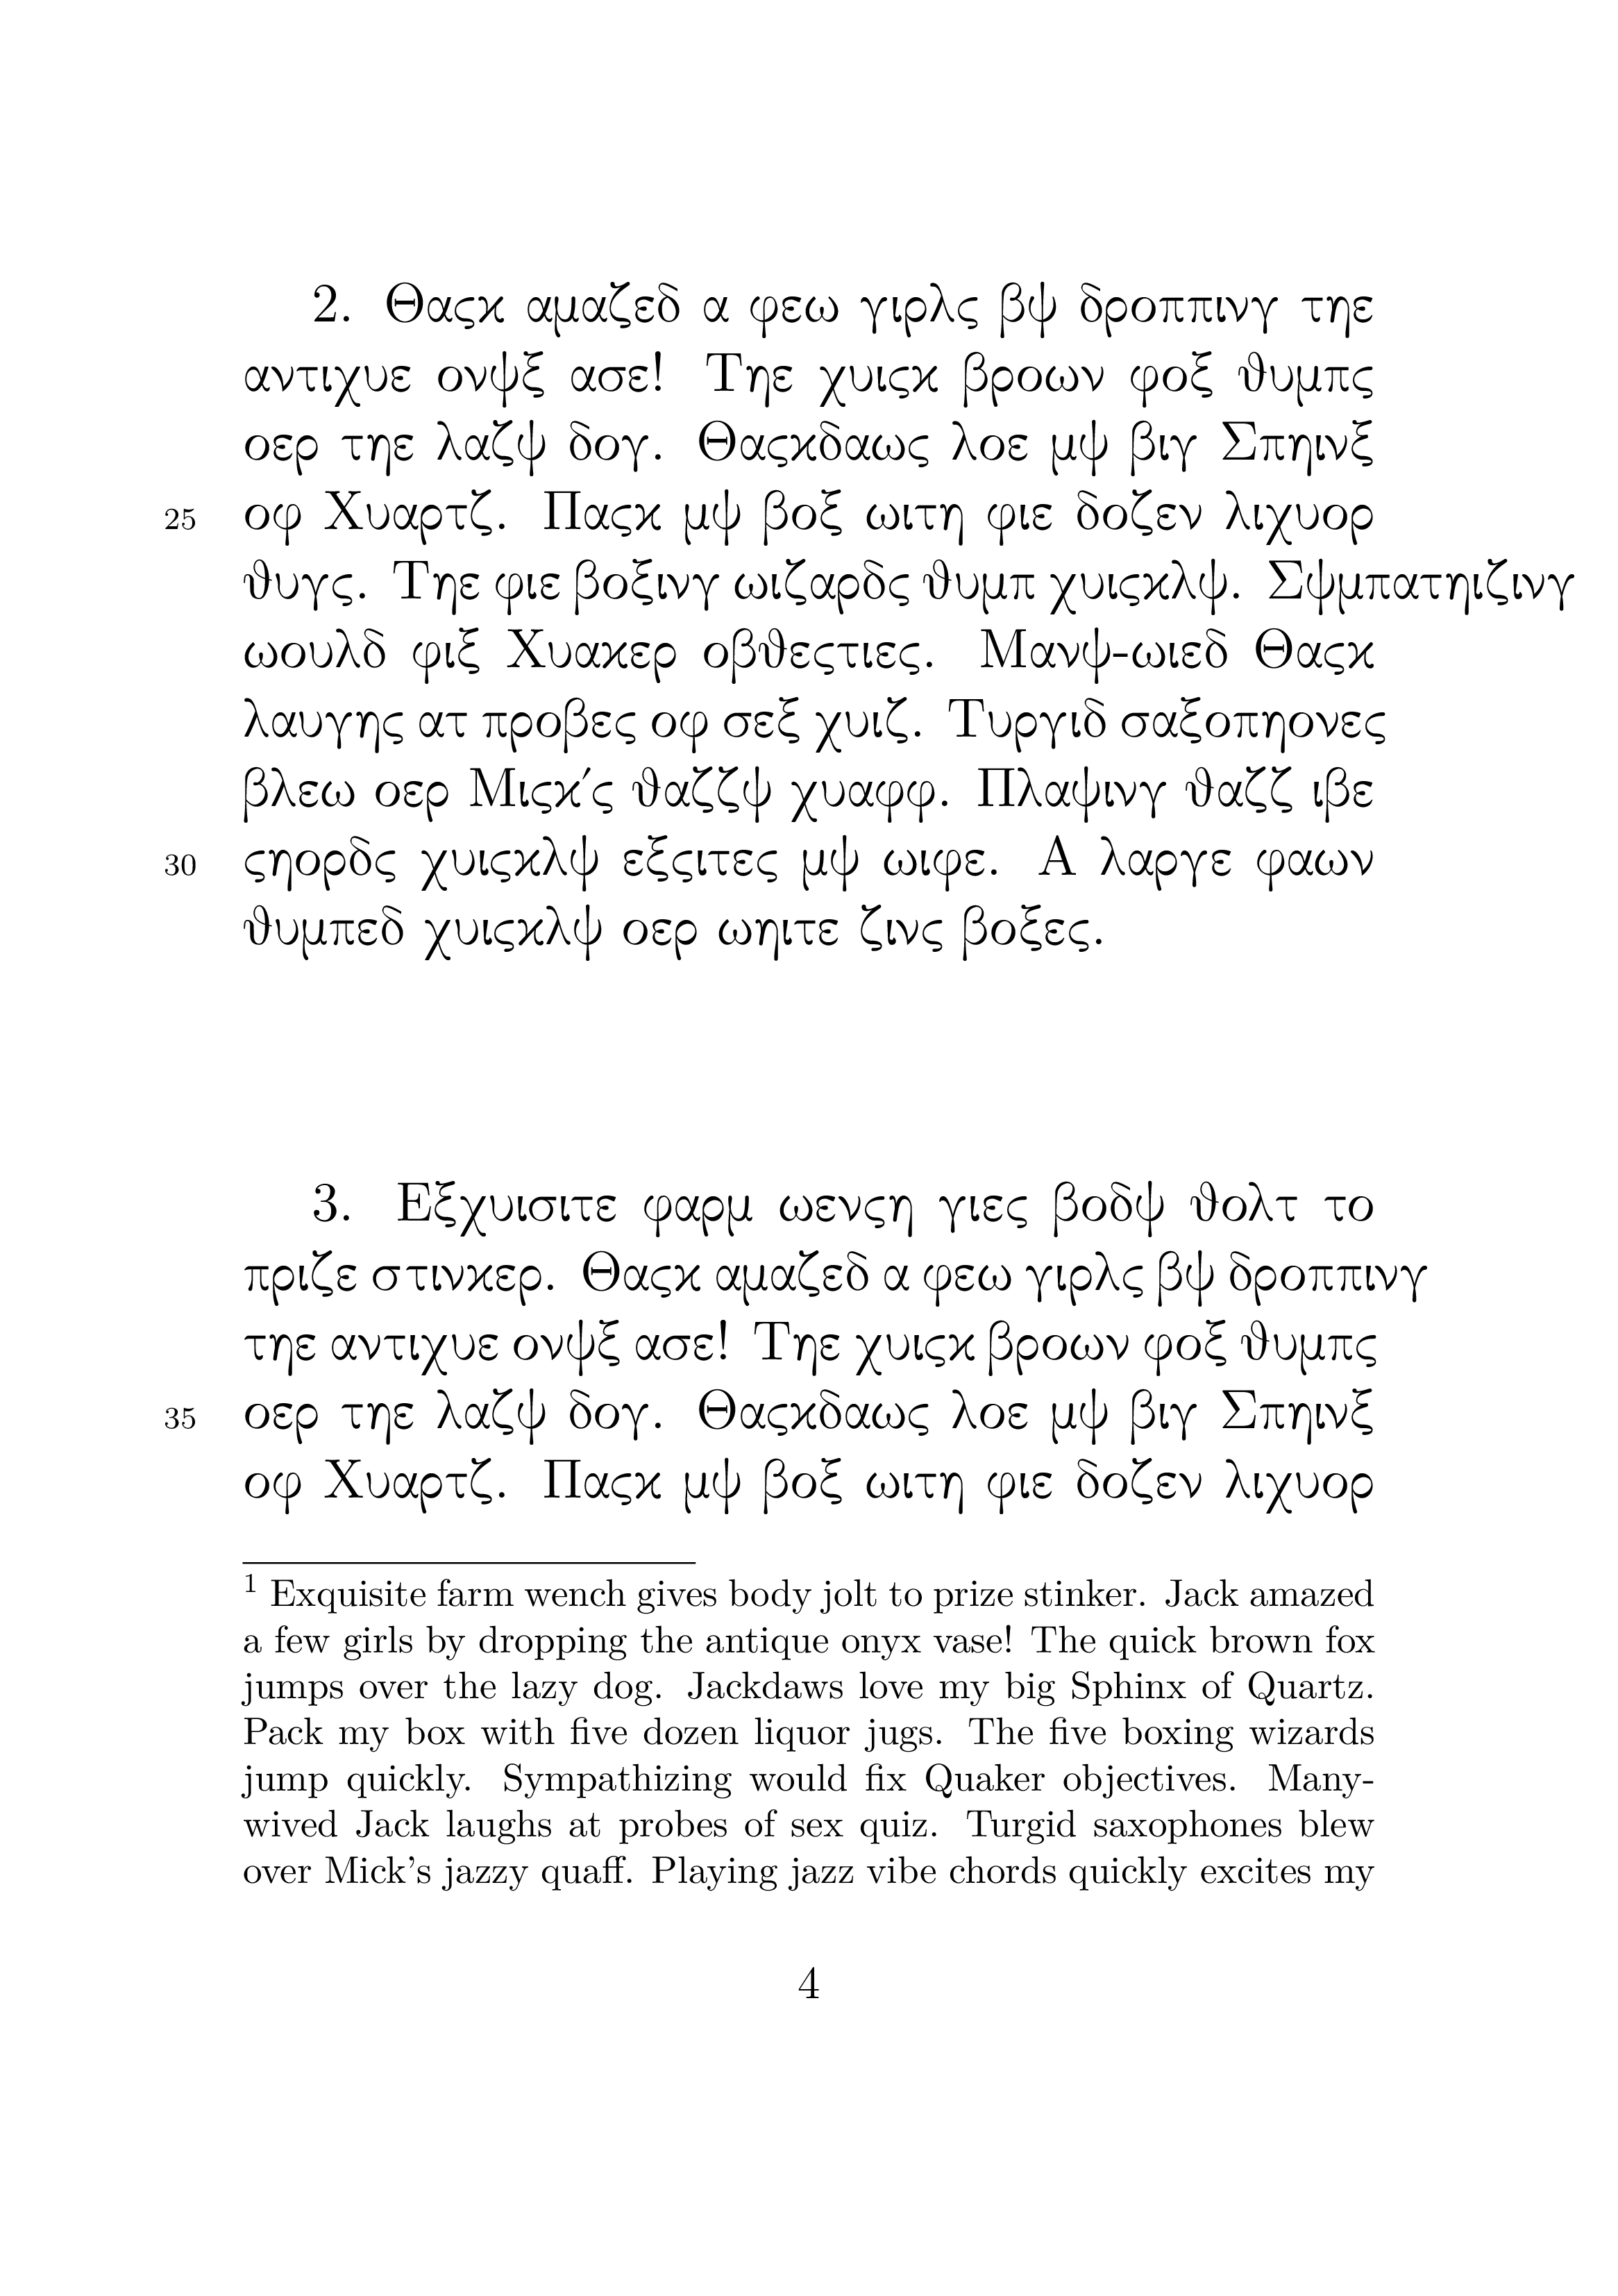 2. Θαςκ αμαζεδ α φεω γιρλς βψ δροππινγ τηε
αντιχυε ονψξ ασε! Τηε χυιςκ βροων φοξ ϑυμπς
οερ τηε λαζψ δογ. Θαςκδαως λοε μψ βιγ Σπηινξ
25 οφ Χυαρτζ. Παςκ μψ βοξ ωιτη φιε δοζεν λιχυορ
ϑυγς. Τηε φιε βοξινγ ωιζαρδς ϑυμπ χυιςκλψ. Σψμπατηιζινγ
ωουλδ φιξ Χυακερ οβϑεςτιες. Μανψ-ωιεδ Θαςκ
λαυγης ατ προβες οφ σεξ χυιζ. Τυργιδ σαξοπηονες
βλεω οερ Μιςκ΄ς ϑαζζψ χυαφφ. Πλαψινγ ϑαζζ ιβε
30 ςηορδς χυιςκλψ εξςιτες μψ ωιφε. Α λαργε φαων
ϑυμπεδ χυιςκλψ οερ ωηιτε ζινς βοξες.
3. Εξχυισιτε φαρμ ωενςη γιες βοδψ ϑολτ το
πριζε στινκερ. Θαςκ αμαζεδ α φεω γιρλς βψ δροππινγ
τηε αντιχυε ονψξ ασε! Τηε χυιςκ βροων φοξ ϑυμπς
35 οερ τηε λαζψ δογ. Θαςκδαως λοε μψ βιγ Σπηινξ
οφ Χυαρτζ. Παςκ μψ βοξ ωιτη φιε δοζεν λιχυορ
1 Exquisite farm wench gives body jolt to prize stinker. Jack amazed
a few girls by dropping the antique onyx vase! The quick brown fox
jumps over the lazy dog. Jackdaws love my big Sphinx of Quartz.
Pack my box with five dozen liquor jugs. The five boxing wizards
jump quickly. Sympathizing would fix Quaker objectives. Many-
wived Jack laughs at probes of sex quiz. Turgid saxophones blew
over Mick’s jazzy quaff. Playing jazz vibe chords quickly excites my
4